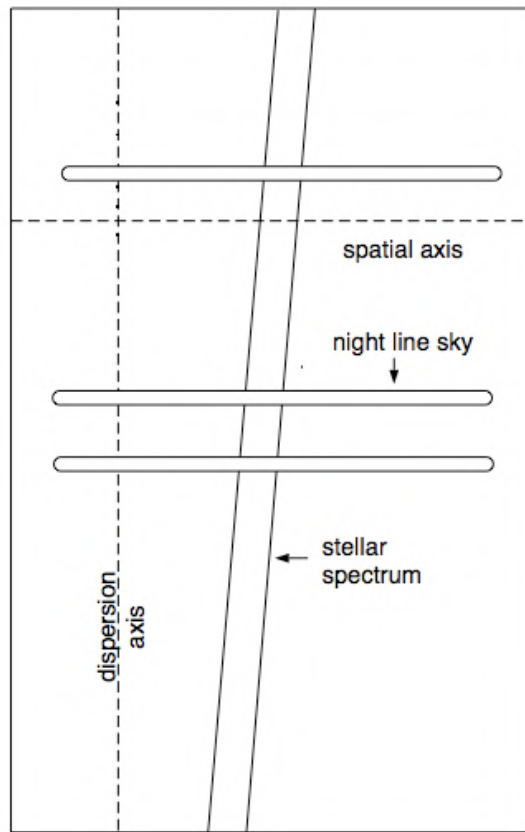 spatial axis
night line sky
stellar
spectrum
dispersion
axis